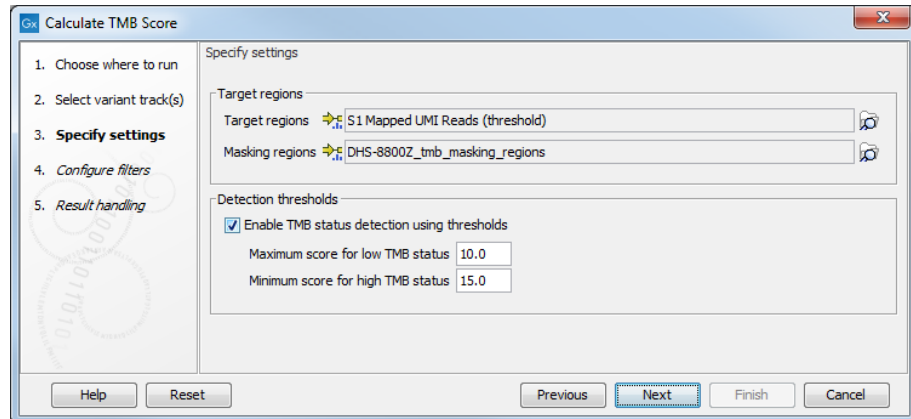 Gx Calculate TMB Score
x
1. Choose where to run
2. Select variant track(s)
3. Specify settings
4. Configure filters
5. Result handling
Specify settings
Target regions
Target regions S1 Mapped UMI Reads (threshold)
Masking regions DHS-8800Z_tmb_masking_regions
Detection thresholds
Enable TMB status detection using thresholds
Maximum score for low TMB status 10.0
Minimum score for high TMB status 15.0
Help Reset Previous Next Finish Cancel